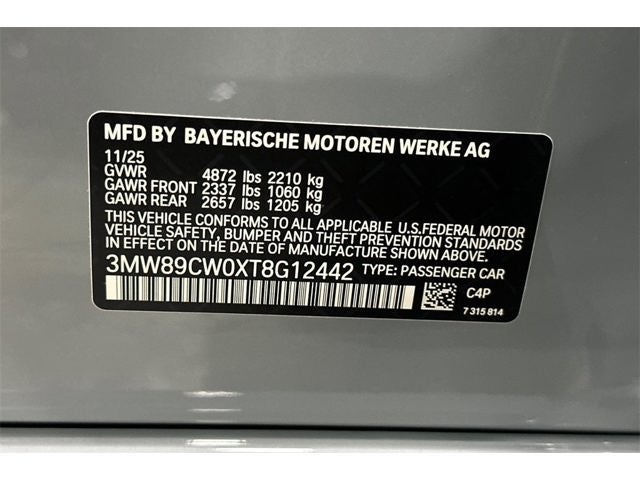 MFD BY BAYERISCHE MOTOREN WERKE AG
11/25
GVWR 4872 lbs 2210 kg
GAWR FRONT 2337 lbs 1060 kg
GAWR REAR 2657 lbs 1205 kg
THIS VEHICLE CONFORMS TO ALL APPLICABLE U.S.FEDERAL MOTOR
VEHICLE SAFETY, BUMPER AND THEFT PREVENTION STANDARDS IN
EFFECT ON THE DATE OF MANUFACTURE SHOWN ABOVE.
3MW89CW0XT8G12442 TYPE: PASSENGER CAR
C4P
7 315 814